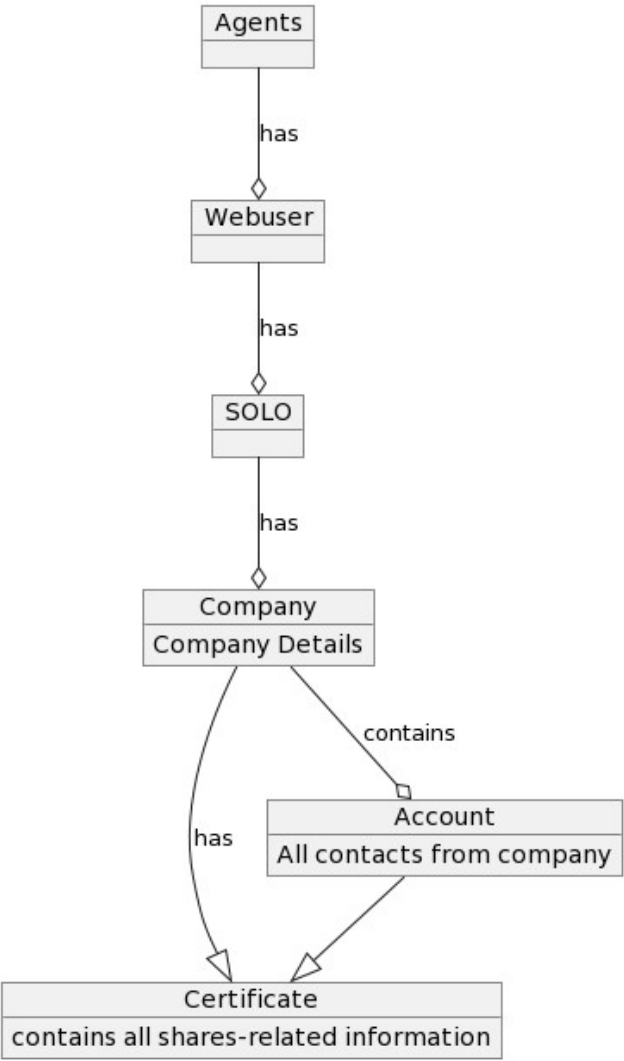 Agents
has
Webuser
has
SOLO
has
Company
Company Details
contains
Account
has
All contacts from company
Certificate
contains all shares-related information